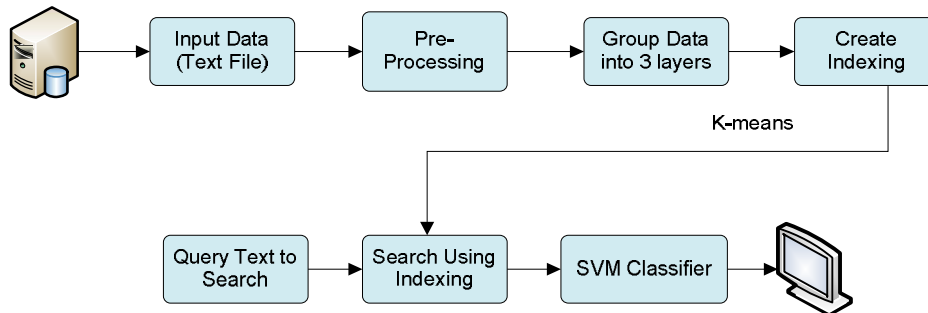 Input Data
(Text File)
Pre-
Processing
Group Data
into 3 layers
Create
Indexing
K-means
Query Text to
Search
Search Using
Indexing
SVM Classifier